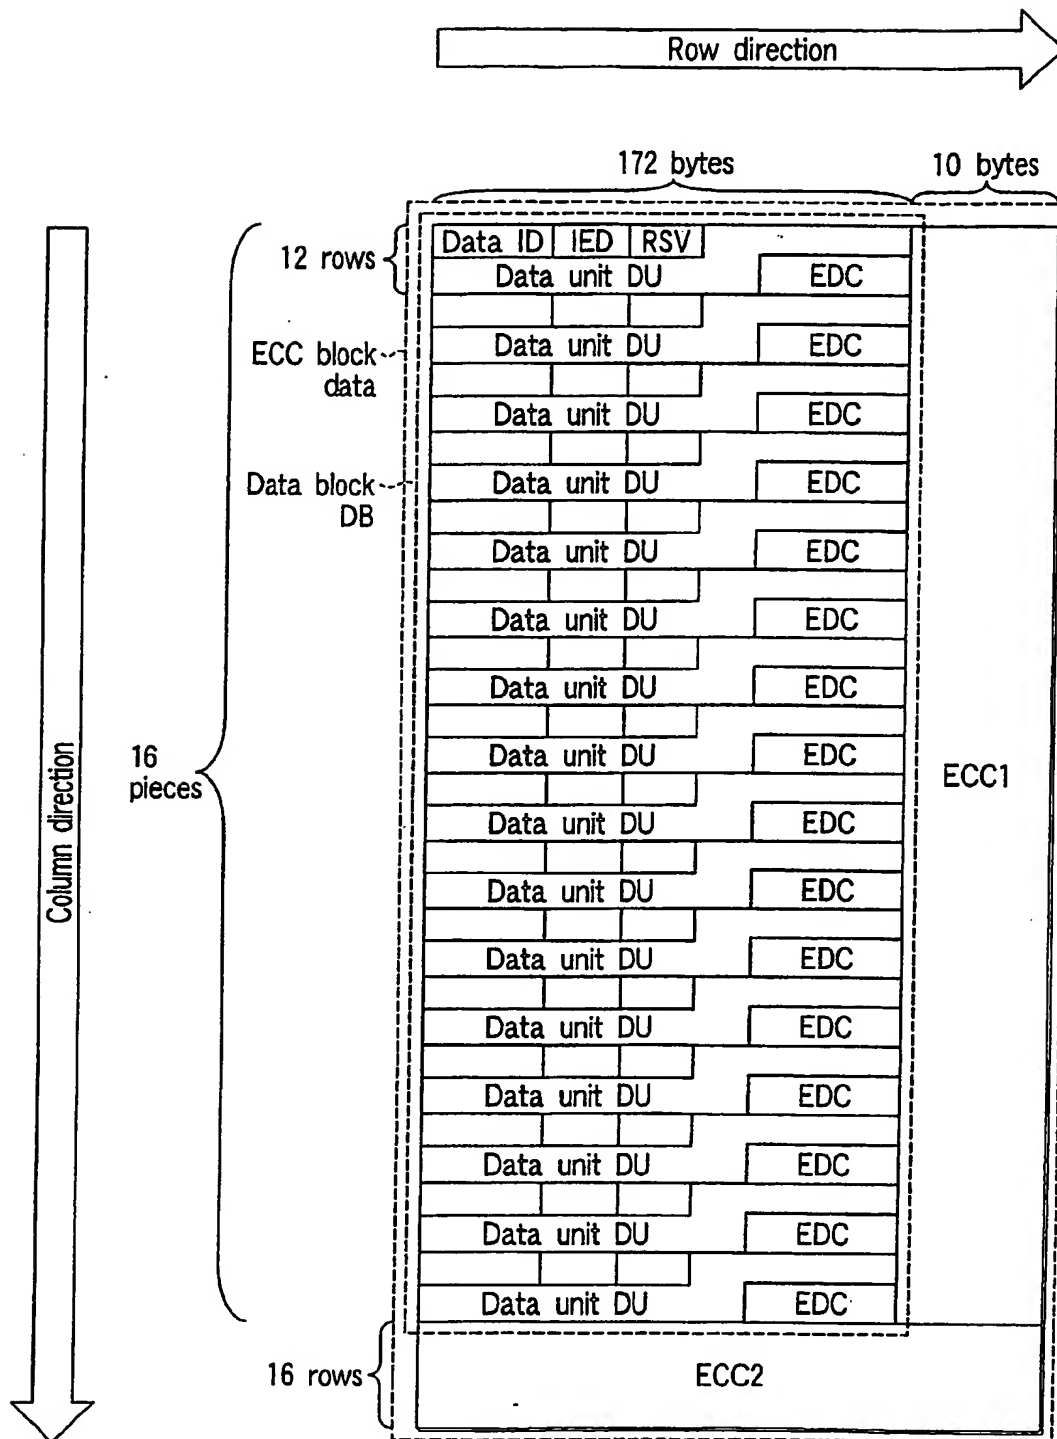 Row direction
172 bytes
10 bytes
12 rows
Data ID IED RSV
Data unit DU EDC
Data unit DU EDC
ECC block
data
Data unit DU EDC
Data block
DB
Data unit DU EDC
Data unit DU EDC
Data unit DU EDC
Data unit DU EDC
16
pieces
Column direction
Data unit DU EDC
ECC1
Data unit DU EDC
Data unit DU EDC
Data unit DU EDC
Data unit DU EDC
Data unit DU EDC
Data unit DU EDC
Data unit DU EDC
Data unit DU EDC
16 rows
ECC2